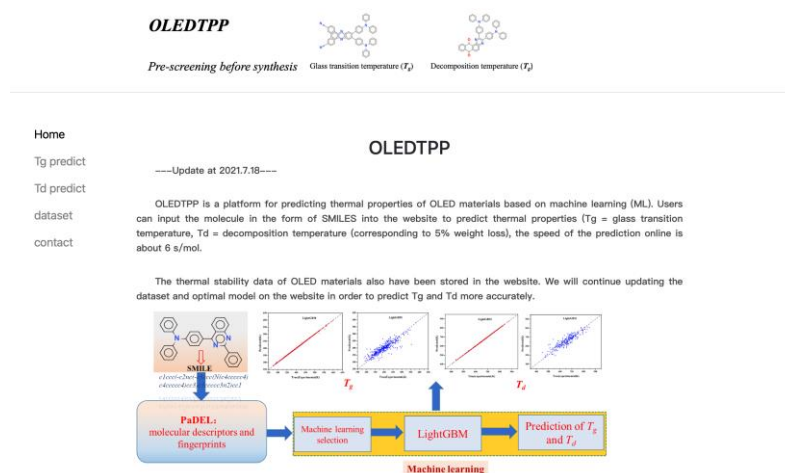 OLEDTPP
Pre-screening before synthesis
Glass transition temperature (Tg)
Decomposition temperature (Tg)
Home
Tg predict
Td predict
dataset
contact
OLEDTPP
---Update at 2021.7.18---
OLEDTPP is a platform for predicting thermal properties of OLED materials based on machine learning (ML). Users
can input the molecule in the form of SMILES into the website to predict thermal properties (Tg = glass transition
temperature, Td = decomposition temperature (corresponding to 5% weight loss), the speed of the prediction online is
about 6 s/mol.
The thermal stability data of OLED materials also have been stored in the website. We will continue updating the
dataset and optimal model on the website in order to predict Tg and Td more accurately.
SMILE
Tg
Td
PaDEL:
molecular descriptors and
fingerprints
Machine learning
selection
LightGBM
Prediction of Tg
and Td
Machine learning